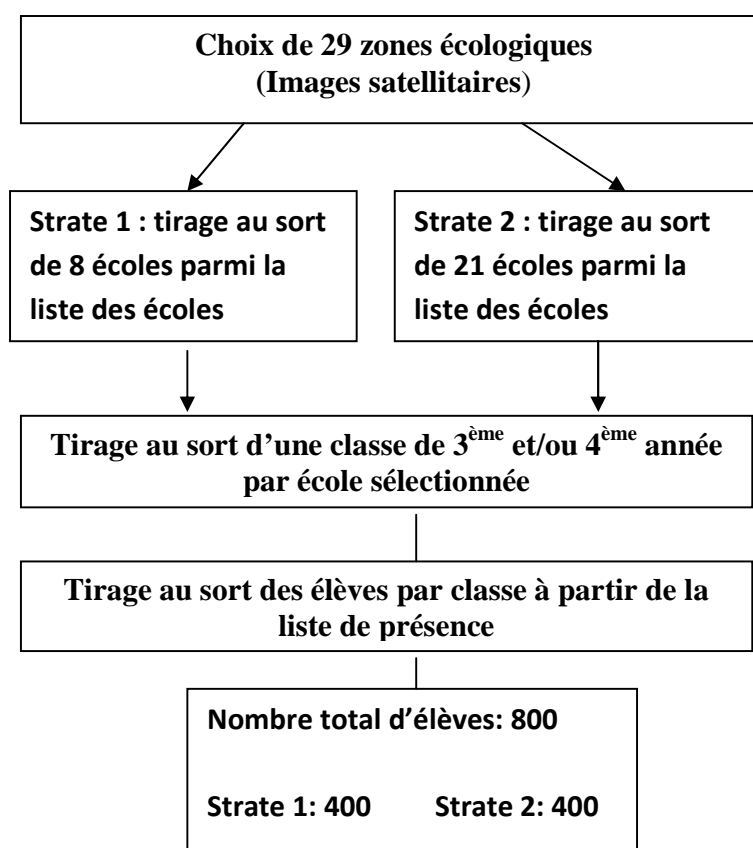 Choix de 29 zones écologiques
(Images satellitaires)
Strate 1 : tirage au sort
de 8 écoles parmi la
liste des écoles
Strate 2 : tirage au sort
de 21 écoles parmi la
liste des écoles
Tirage au sort d’une classe de 3ème et/ou 4ème année
par école sélectionnée
Tirage au sort des élèves par classe à partir de la
liste de présence
Nombre total d’élèves: 800
Strate 1: 400 Strate 2: 400